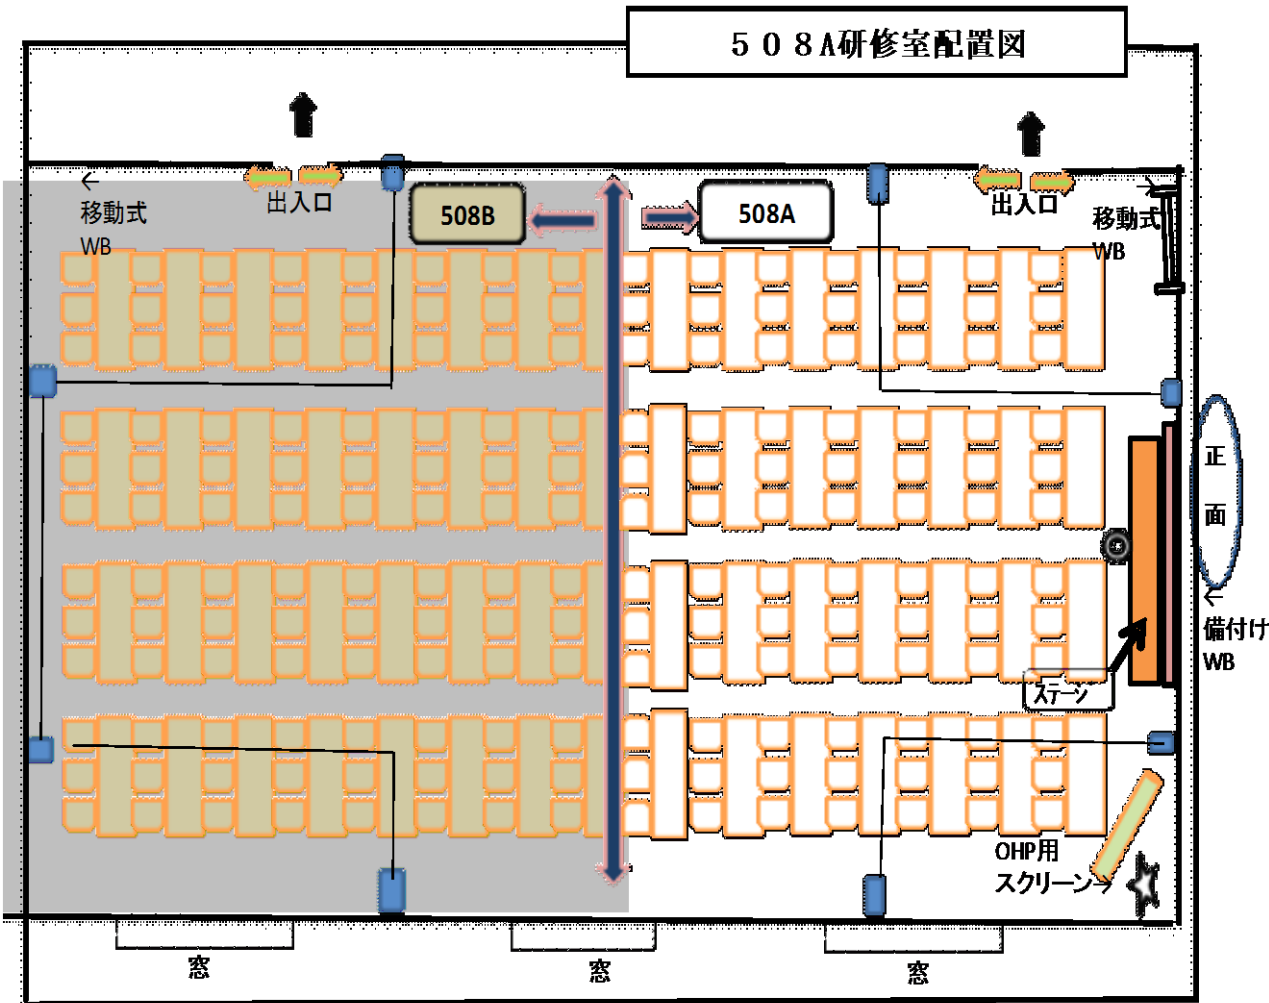 ５０８A研修室配置図
←
移動式
WB
出入口
508B
508A
出入口
移動式
WB
正
面
←
備付け
WB
ステージ
OHP用
スクリーン→
窓
窓
窓